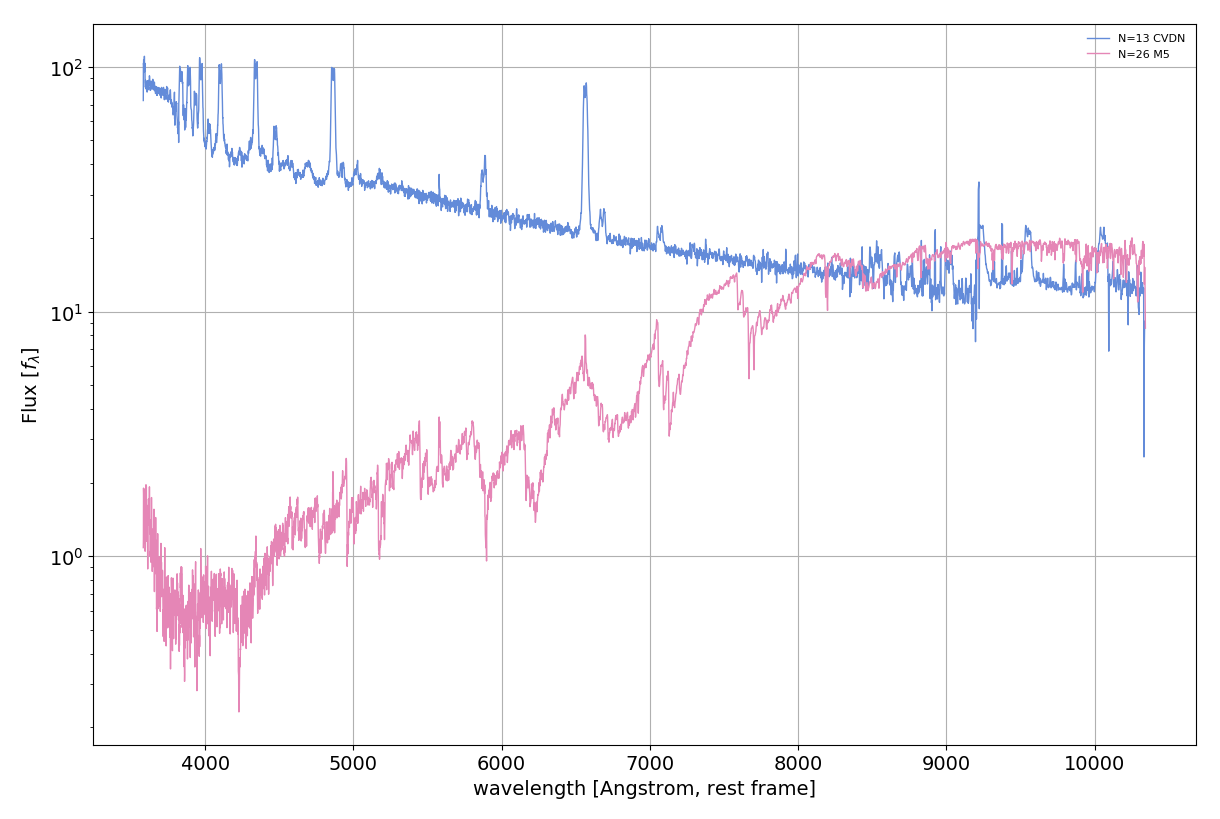 N=13 CVDN
N=26 M5
10²
10¹
10⁰
Flux [fλ]
4000 5000 6000 7000 8000 9000 10000
wavelength [Angstrom, rest frame]